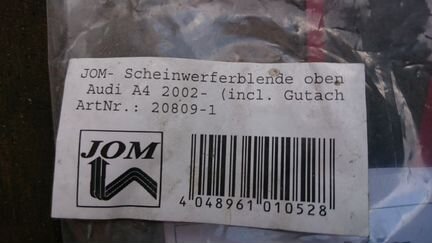 JOM- Scheinwerferblende oben
Audi A4 2002- (incl. Gutach
ArtNr.: 20809-1
JOM
4 048961 010528